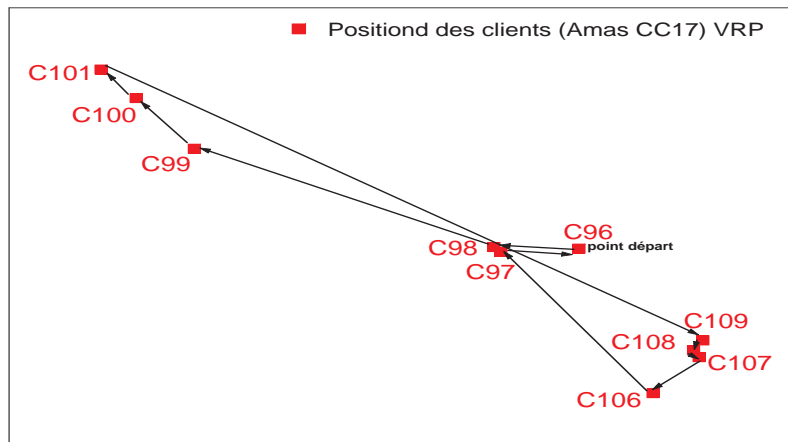 Positiond des clients (Amas CC17) VRP
C101
C100
C99
C96
point départ
C98
C97
C109
C108
C107
C106